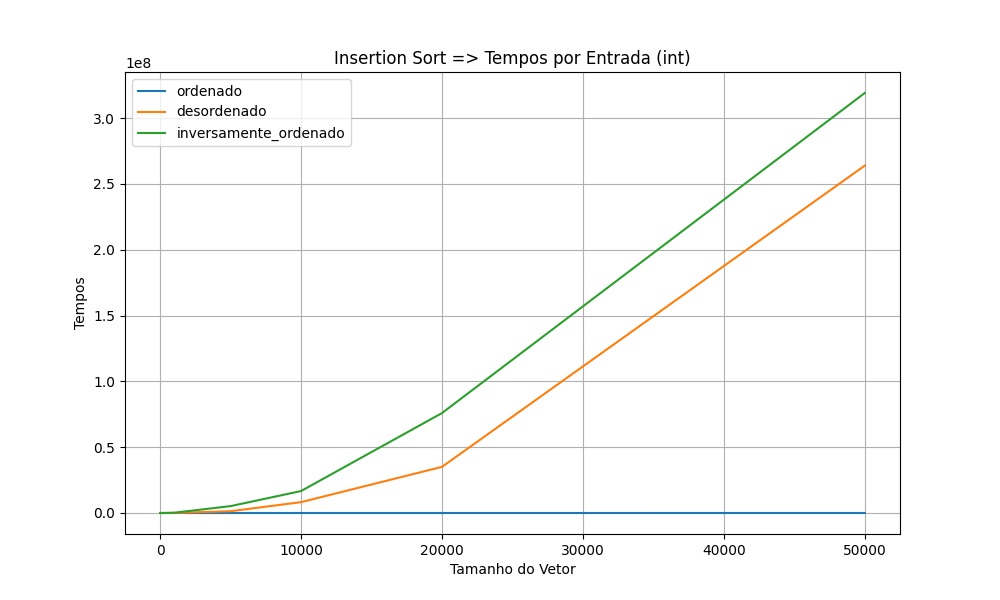 Insertion Sort => Tempos por Entrada (int)
1e8
ordenado
desordenado
inversamente_ordenado
3.0
2.5
2.0
1.5
1.0
0.5
0.0
Tempos
0 10000 20000 30000 40000 50000
Tamanho do Vetor